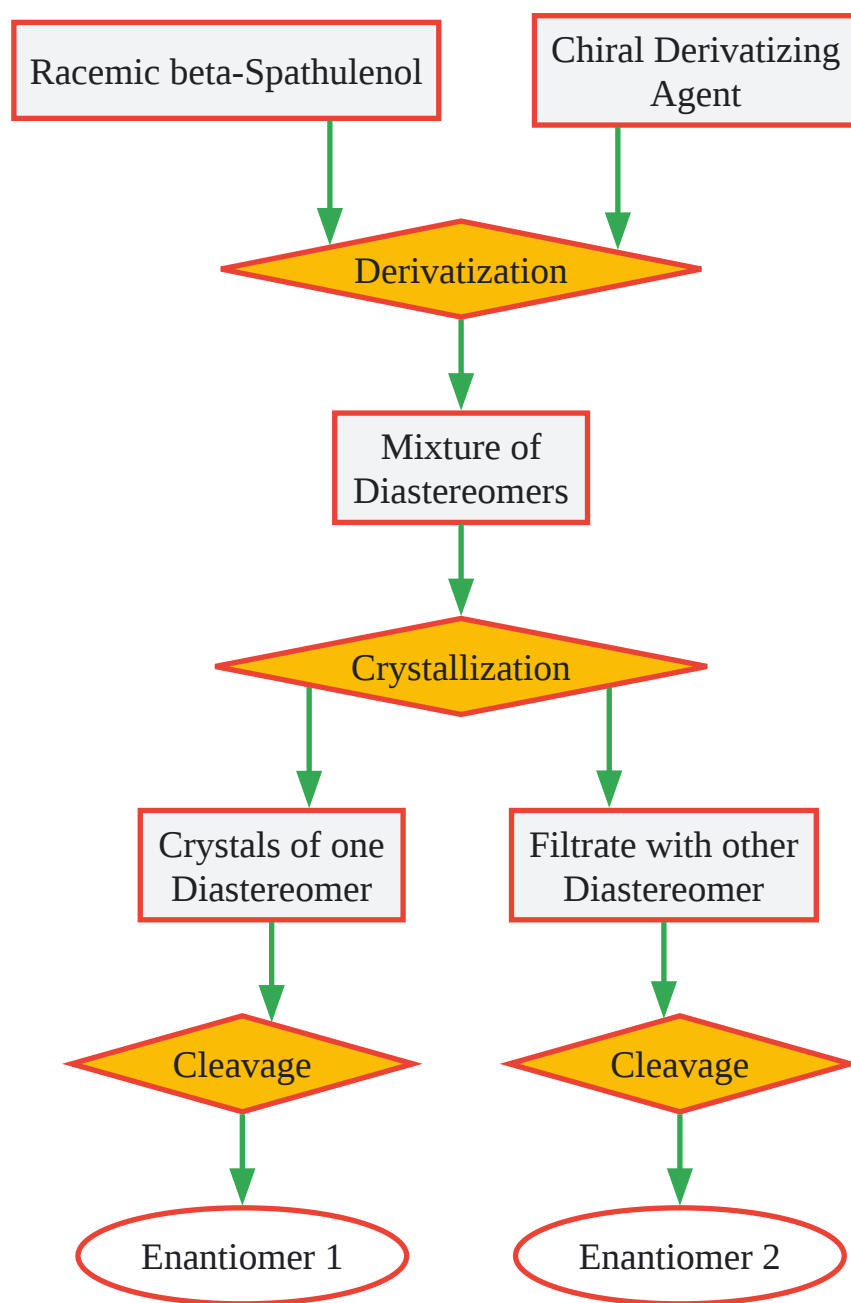 Racemic beta-Spathulenol
Chiral Derivatizing
Agent
Derivatization
Mixture of
Diastereomers
Crystallization
Crystals of one
Diastereomer
Filtrate with other
Diastereomer
Cleavage
Cleavage
Enantiomer 1
Enantiomer 2